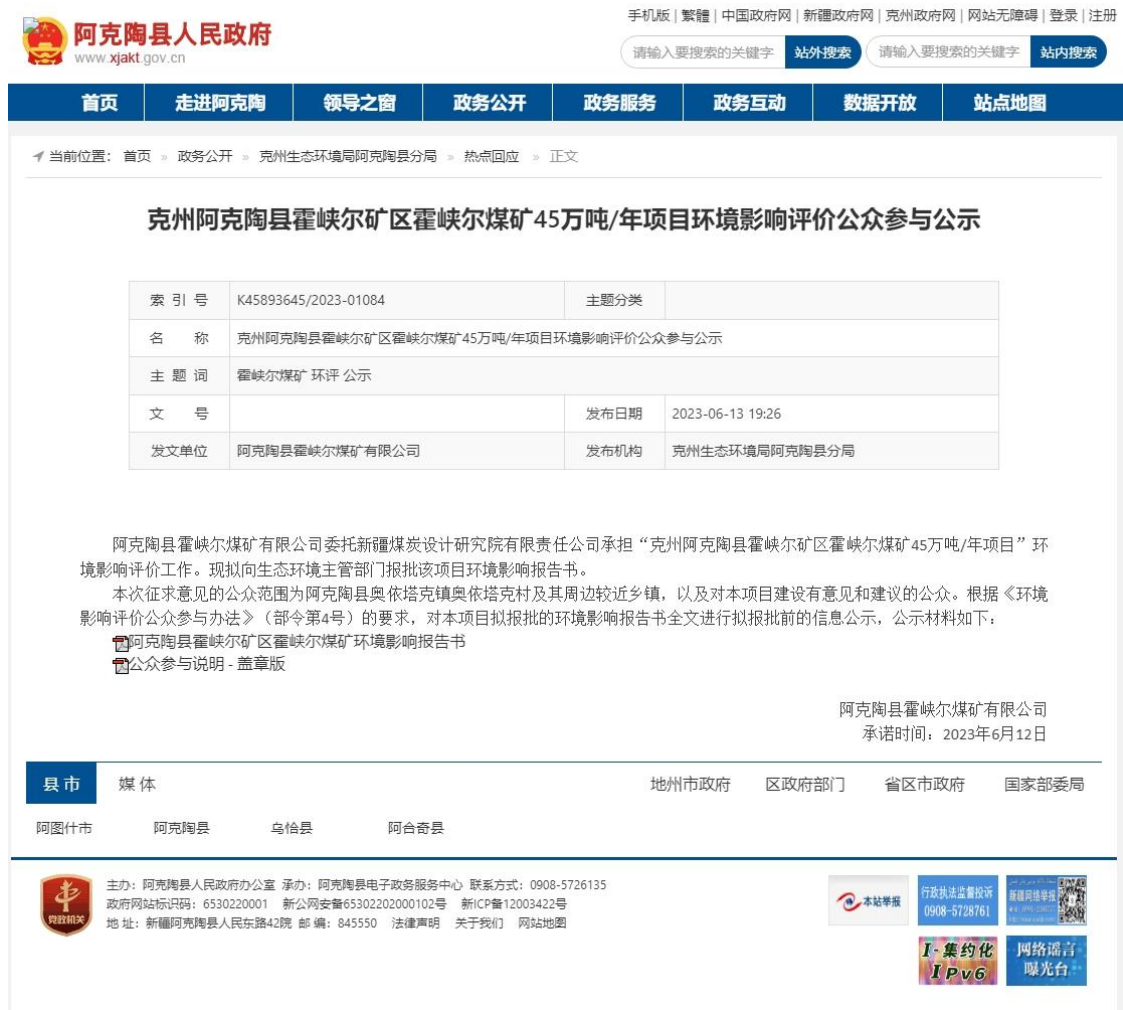 手机版 | 繁體 | 中国政府网 | 新疆政府网 | 克州政府网 | 网站无障碍 | 登录 | 注册
阿克陶县人民政府
www.xjakt.gov.cn
请输入要搜索的关键字 站外搜索 请输入要搜索的关键字 站内搜索
首页 走进阿克陶 领导之窗 政务公开 政务服务 政务互动 数据开放 站点地图
当前位置： 首页 » 政务公开 » 克州生态环境局阿克陶县分局 » 热点回应 » 正文
克州阿克陶县霍峡尔矿区霍峡尔煤矿45万吨/年项目环境影响评价公众参与公示
索 引 号 K45893645/2023-01084 主题分类
名 称 克州阿克陶县霍峡尔矿区霍峡尔煤矿45万吨/年项目环境影响评价公众参与公示
主 题 词 霍峡尔煤矿 环评 公示
文 号 发布日期 2023-06-13 19:26
发文单位 阿克陶县霍峡尔煤矿有限公司 发布机构 克州生态环境局阿克陶县分局
阿克陶县霍峡尔煤矿有限公司委托新疆煤炭设计研究院有限责任公司承担“克州阿克陶县霍峡尔矿区霍峡尔煤矿45万吨/年项目”环
境影响评价工作。现拟向生态环境主管部门报批该项目环境影响报告书。
本次征求意见的公众范围为阿克陶县奥依塔克镇奥依塔克村及其周边较近乡镇，以及对本项目建设有意见和建议的公众。根据《环境
影响评价公众参与办法》（部令第4号）的要求，对本项目拟报批的环境影响报告书全文进行拟报批前的信息公示，公示材料如下：
阿克陶县霍峡尔矿区霍峡尔煤矿环境影响报告书
公众参与说明 - 盖章版
阿克陶县霍峡尔煤矿有限公司
承诺时间：2023年6月12日
县市 媒体 地州市政府 区政府部门 省区市政府 国家部委局
阿图什市 阿克陶县 乌恰县 阿合奇县
党政机关
主办：阿克陶县人民政府办公室 承办：阿克陶县电子政务服务中心 联系方式：0908-5726135
政府网站标识码：6530220001 新公网安备65302202000102号 新ICP备12003422号
地 址：新疆阿克陶县人民东路42院 邮 编：845550 法律声明 关于我们 网站地图
本站举报
行政执法监督投诉
0908-5728761
新疆网络举报
I-集约化
IPv6
网络谣言
曝光台